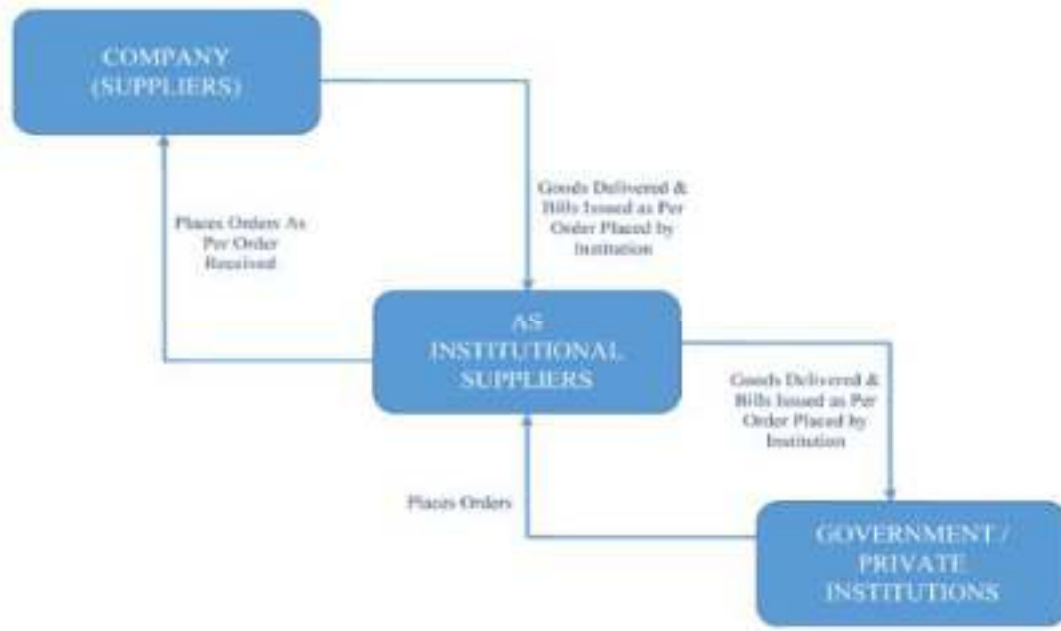 COMPANY
(SUPPLIERS)
Goods Delivered &
Bills Issued as Per
Order Placed by
Institution
Places Orders As
Per Order
Received
AS
INSTITUTIONAL
SUPPLIERS
Goods Delivered &
Bills Issued as Per
Order Placed by
Institution
Places Orders
GOVERNMENT /
PRIVATE
INSTITUTIONS